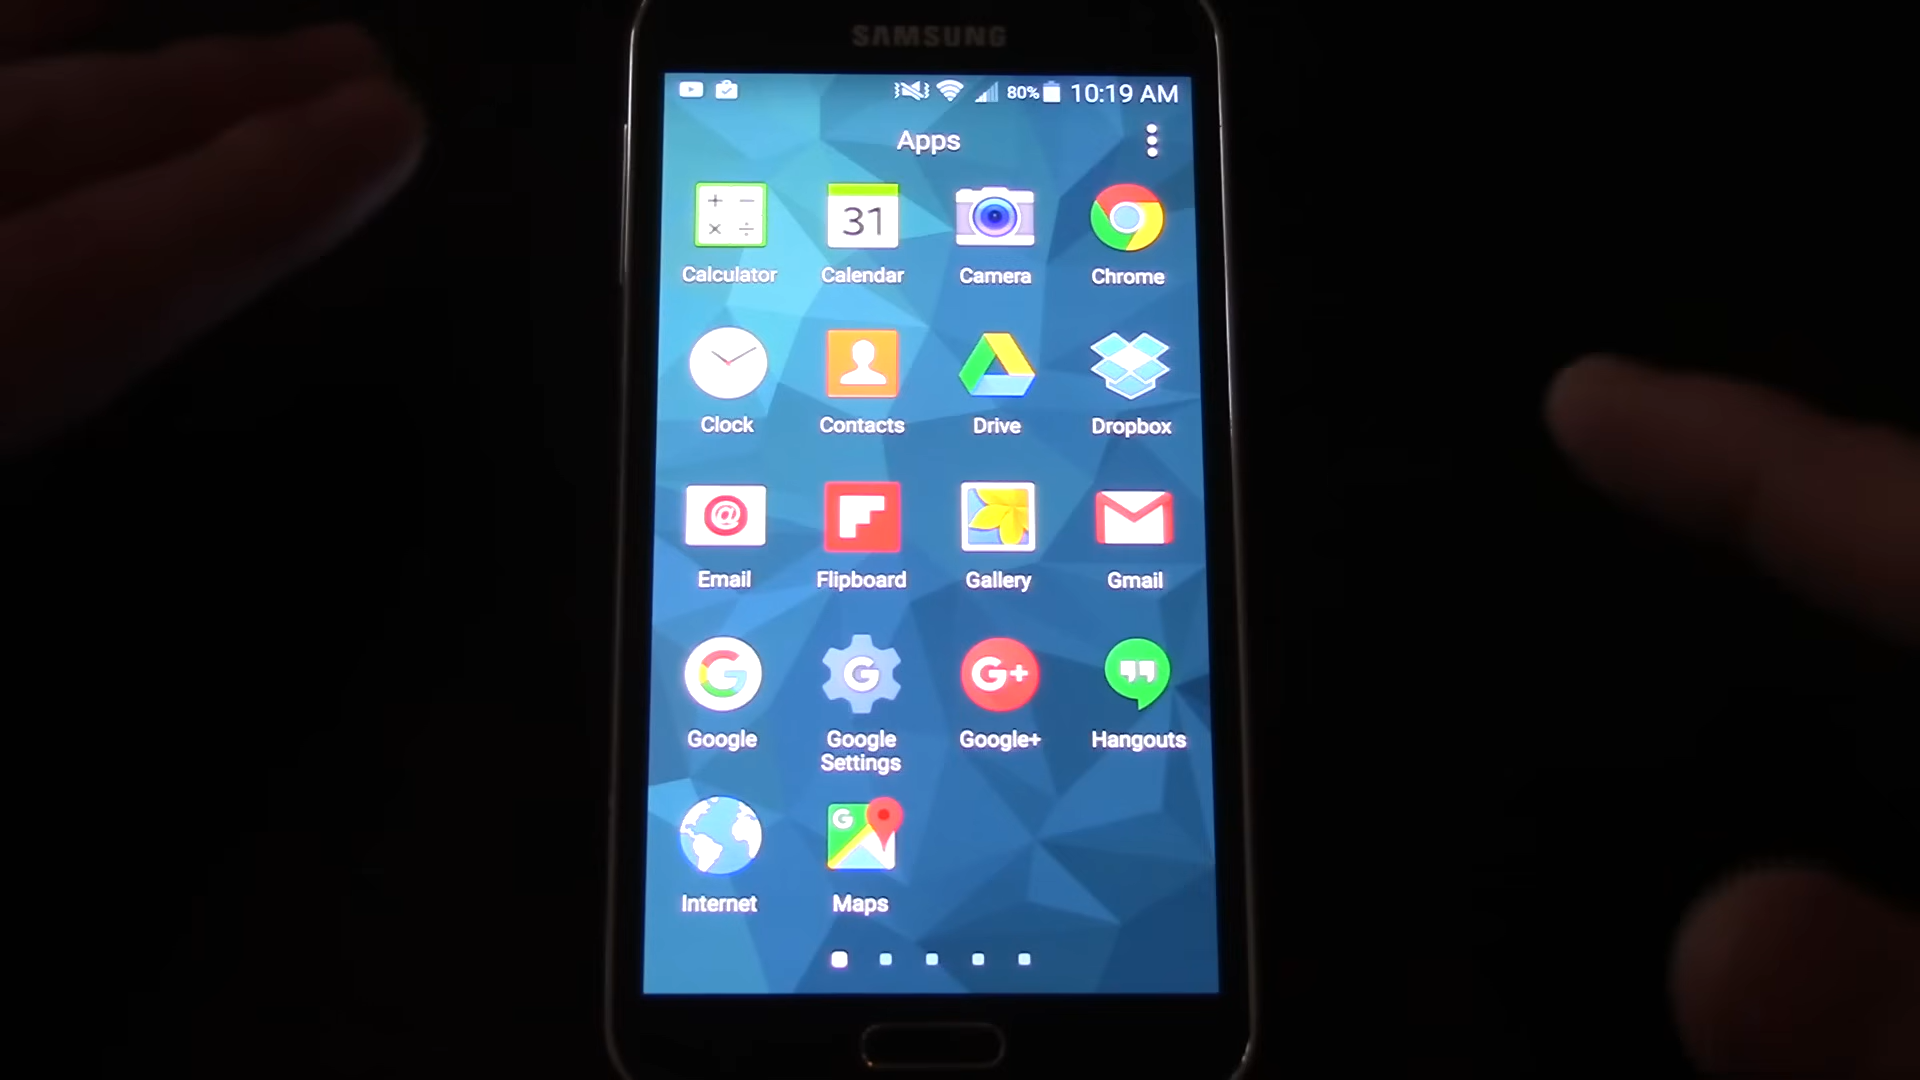 SAMSUNG
80% 10:19 AM
Apps
31
Calculator Calendar Camera Chrome
Clock Contacts Drive Dropbox
@
Email Flipboard Gallery Gmail
G G G+
Google Google Settings Google+ Hangouts
G
Internet Maps